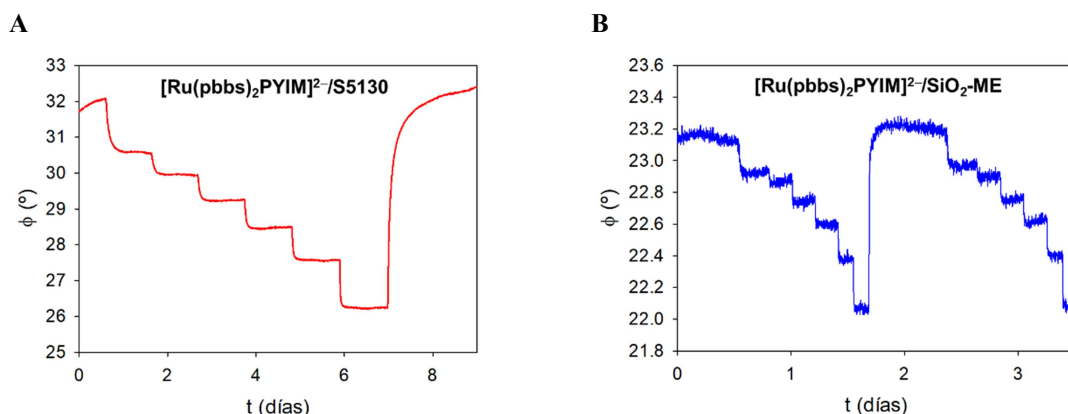 A
[Ru(pbbs)₂PYIM]²⁻/S5130
33
32
31
30
29
28
27
26
25
ϕ (º)
0 2 4 6 8
t (días)
B
[Ru(pbbs)₂PYIM]²⁻/SiO₂-ME
23.6
23.4
23.2
23.0
22.8
22.6
22.4
22.2
22.0
21.8
ϕ (º)
0 1 2 3
t (días)